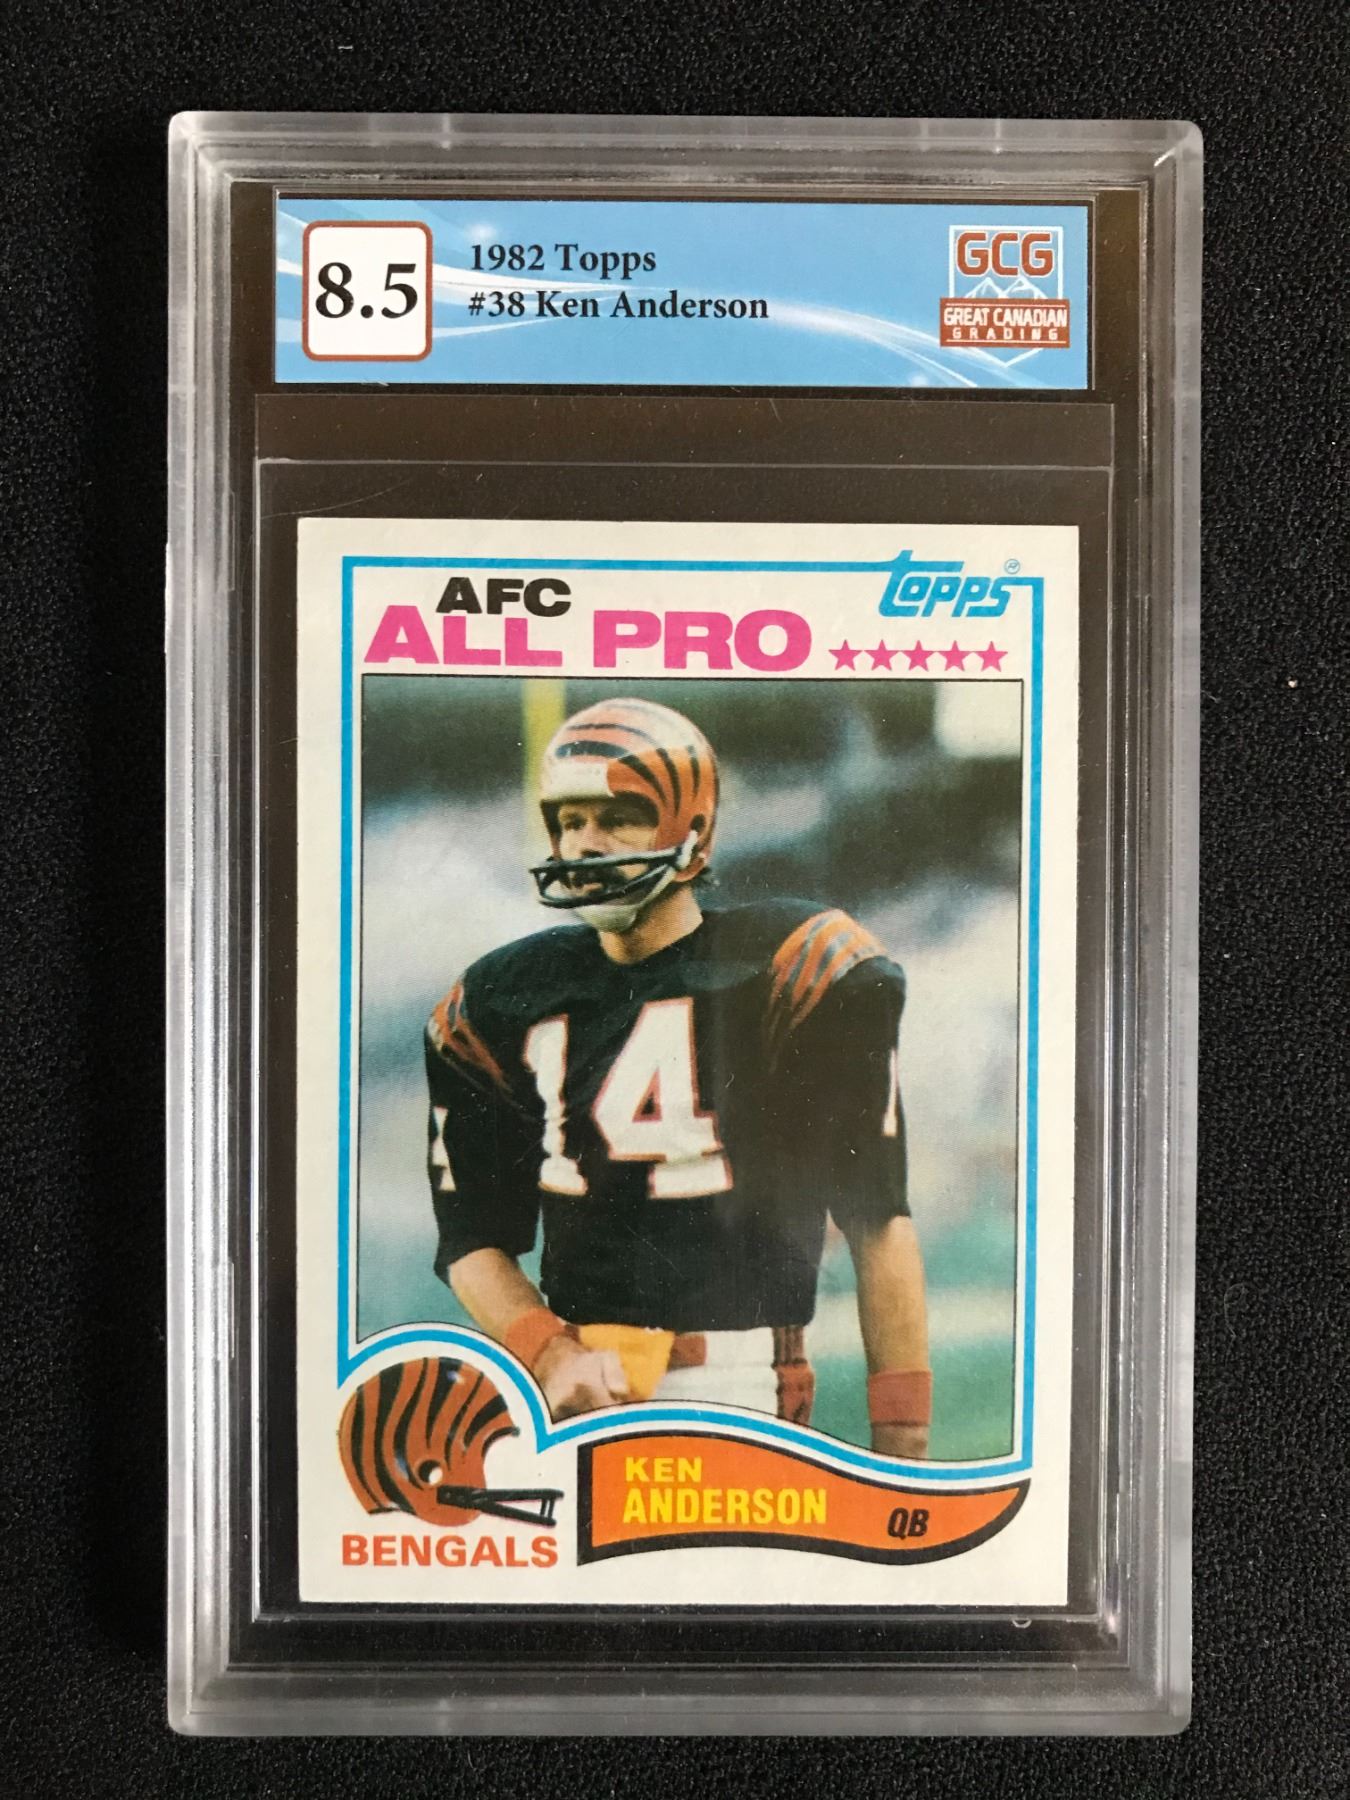 8.5
1982 Topps
#38 Ken Anderson
GCG
GREAT CANADIAN
GRADING
AFC
ALL PRO
topps®
14
KEN
ANDERSON
QB
BENGALS